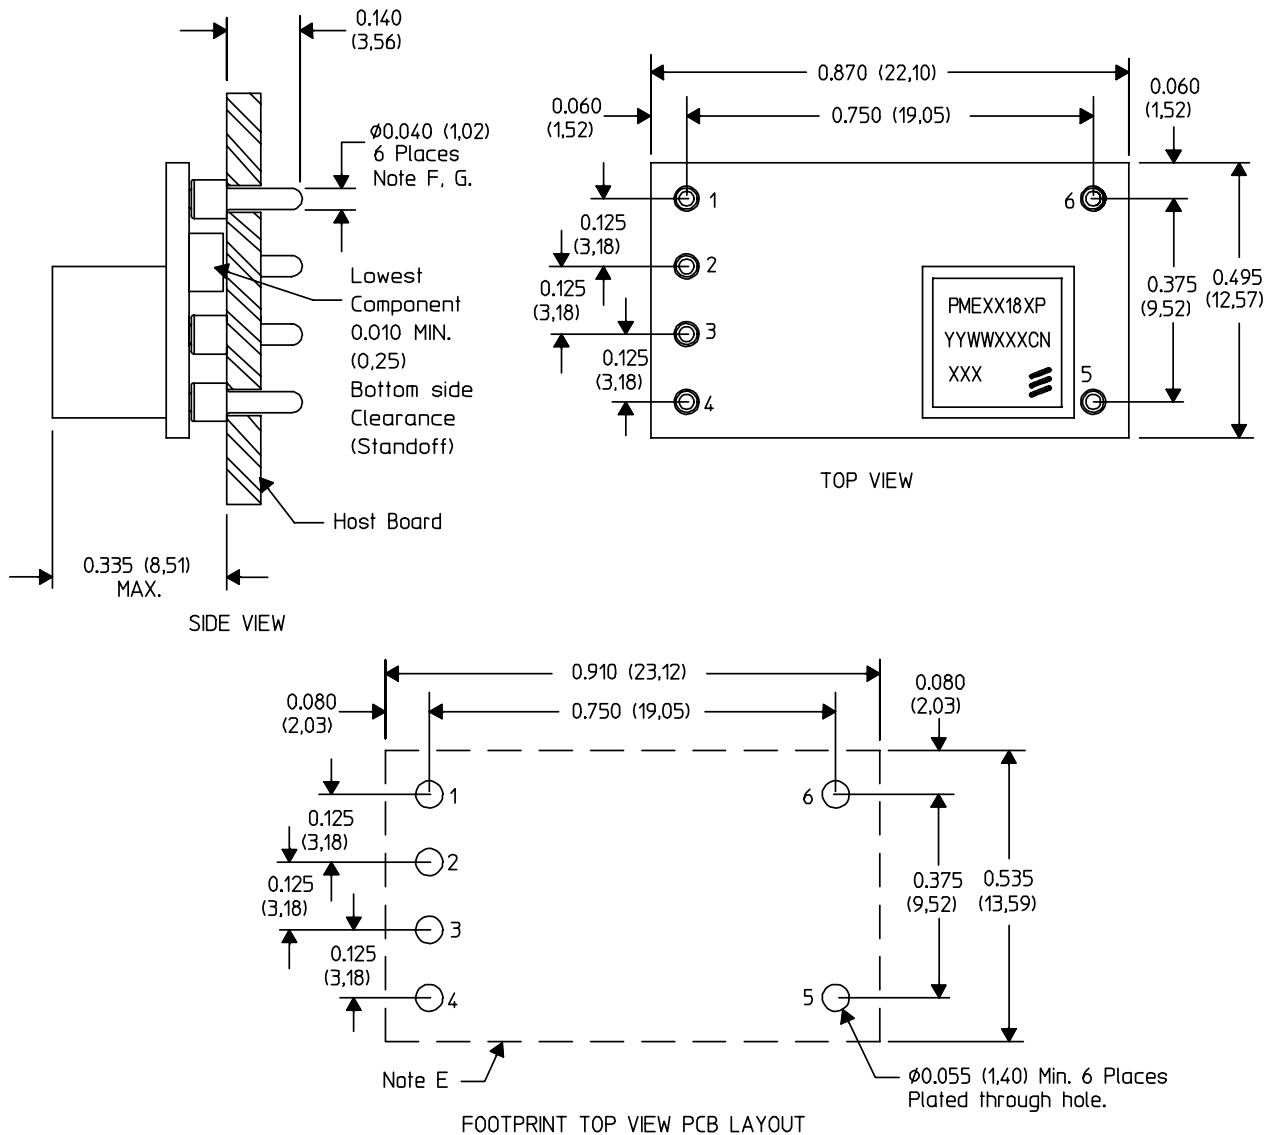 0.140
(3,56)
Ø0.040 (1,02)
6 Places
Note F, G.
Lowest
Component
0.010 MIN.
(0,25)
Bottom side
Clearance
(Standoff)
Host Board
0.335 (8,51)
MAX.
SIDE VIEW
0.870 (22,10)
0.060
(1,52)
0.750 (19,05)
0.060
(1,52)
1
6
0.125
(3,18)
2
0.125
(3,18)
3
0.125
(3,18)
4
PMEXX18XP
YYWWXXXCN
XXX
5
0.375
(9,52)
0.495
(12,57)
TOP VIEW
0.910 (23,12)
0.080
(2,03)
0.750 (19,05)
0.080
(2,03)
1
6
0.125
(3,18)
2
0.125
(3,18)
3
0.125
(3,18)
4
5
0.375
(9,52)
0.535
(13,59)
Note E
Ø0.055 (1,40) Min. 6 Places
Plated through hole.
FOOTPRINT TOP VIEW PCB LAYOUT